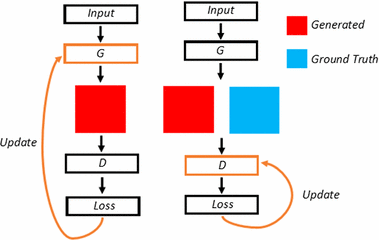 Input
G
Update
D
Loss
Input
G
D
Update
Loss
Generated
Ground Truth